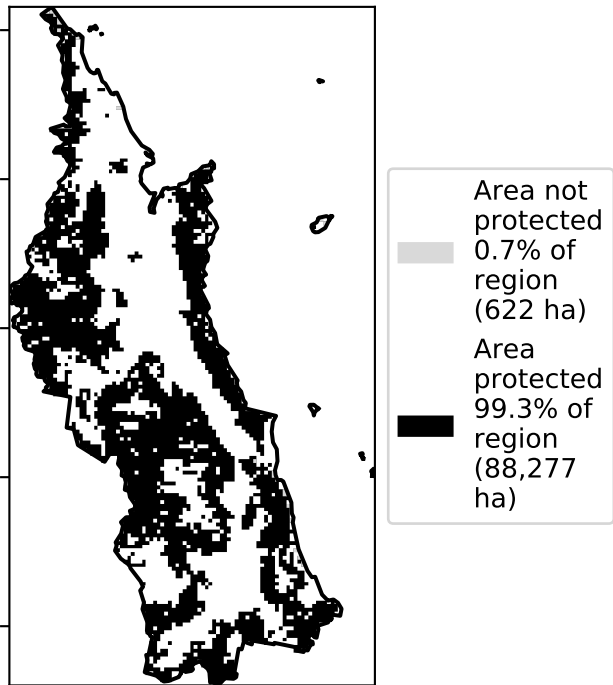 Area not
protected
0.7% of
region
(622 ha)
Area
protected
99.3% of
region
(88,277
ha)